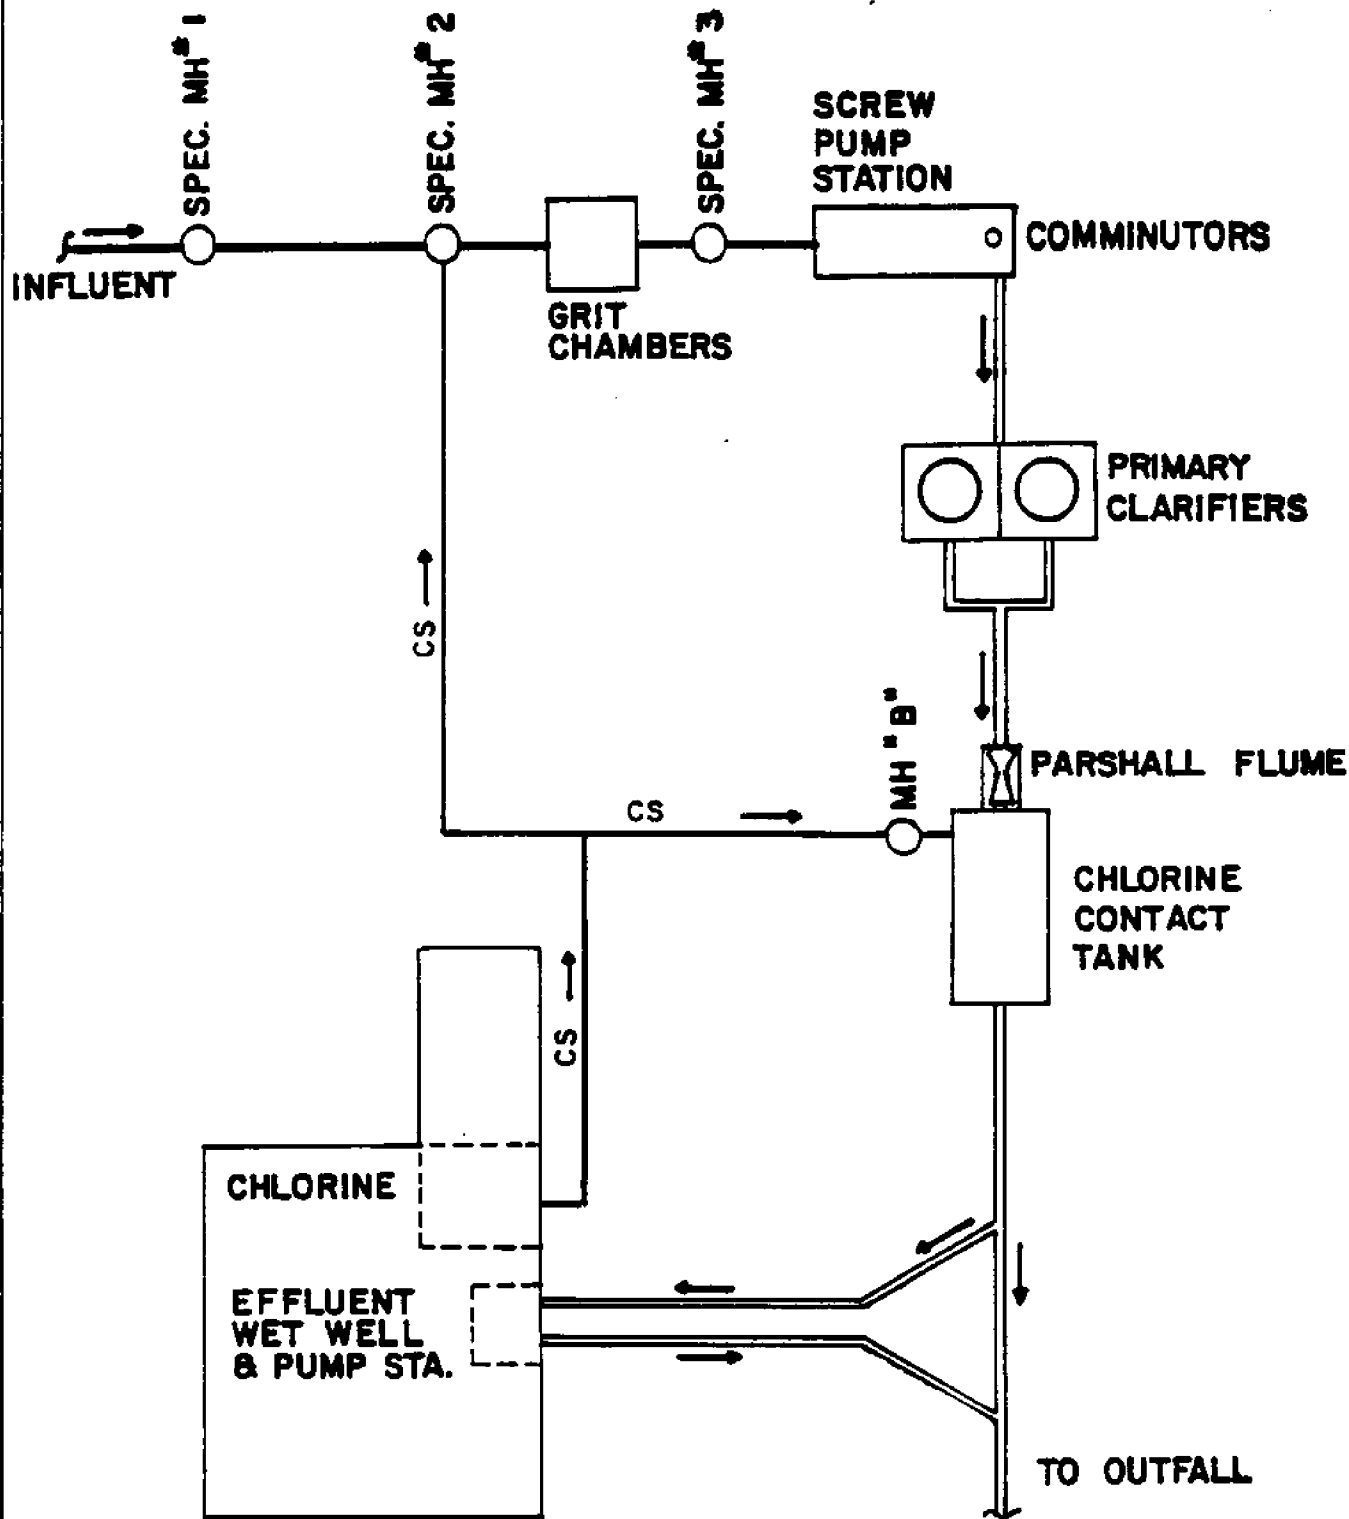 SPEC. MH#1
SPEC. MH#2
SPEC. MH#3
SCREW
PUMP
STATION
COMMINUTORS
INFLUENT
GRIT
CHAMBERS
PRIMARY
CLARIFIERS
CS
MH "B"
PARSHALL FLUME
CS
CHLORINE
CONTACT
TANK
CS
CHLORINE
EFFLUENT
WET WELL
& PUMP STA.
TO OUTFALL